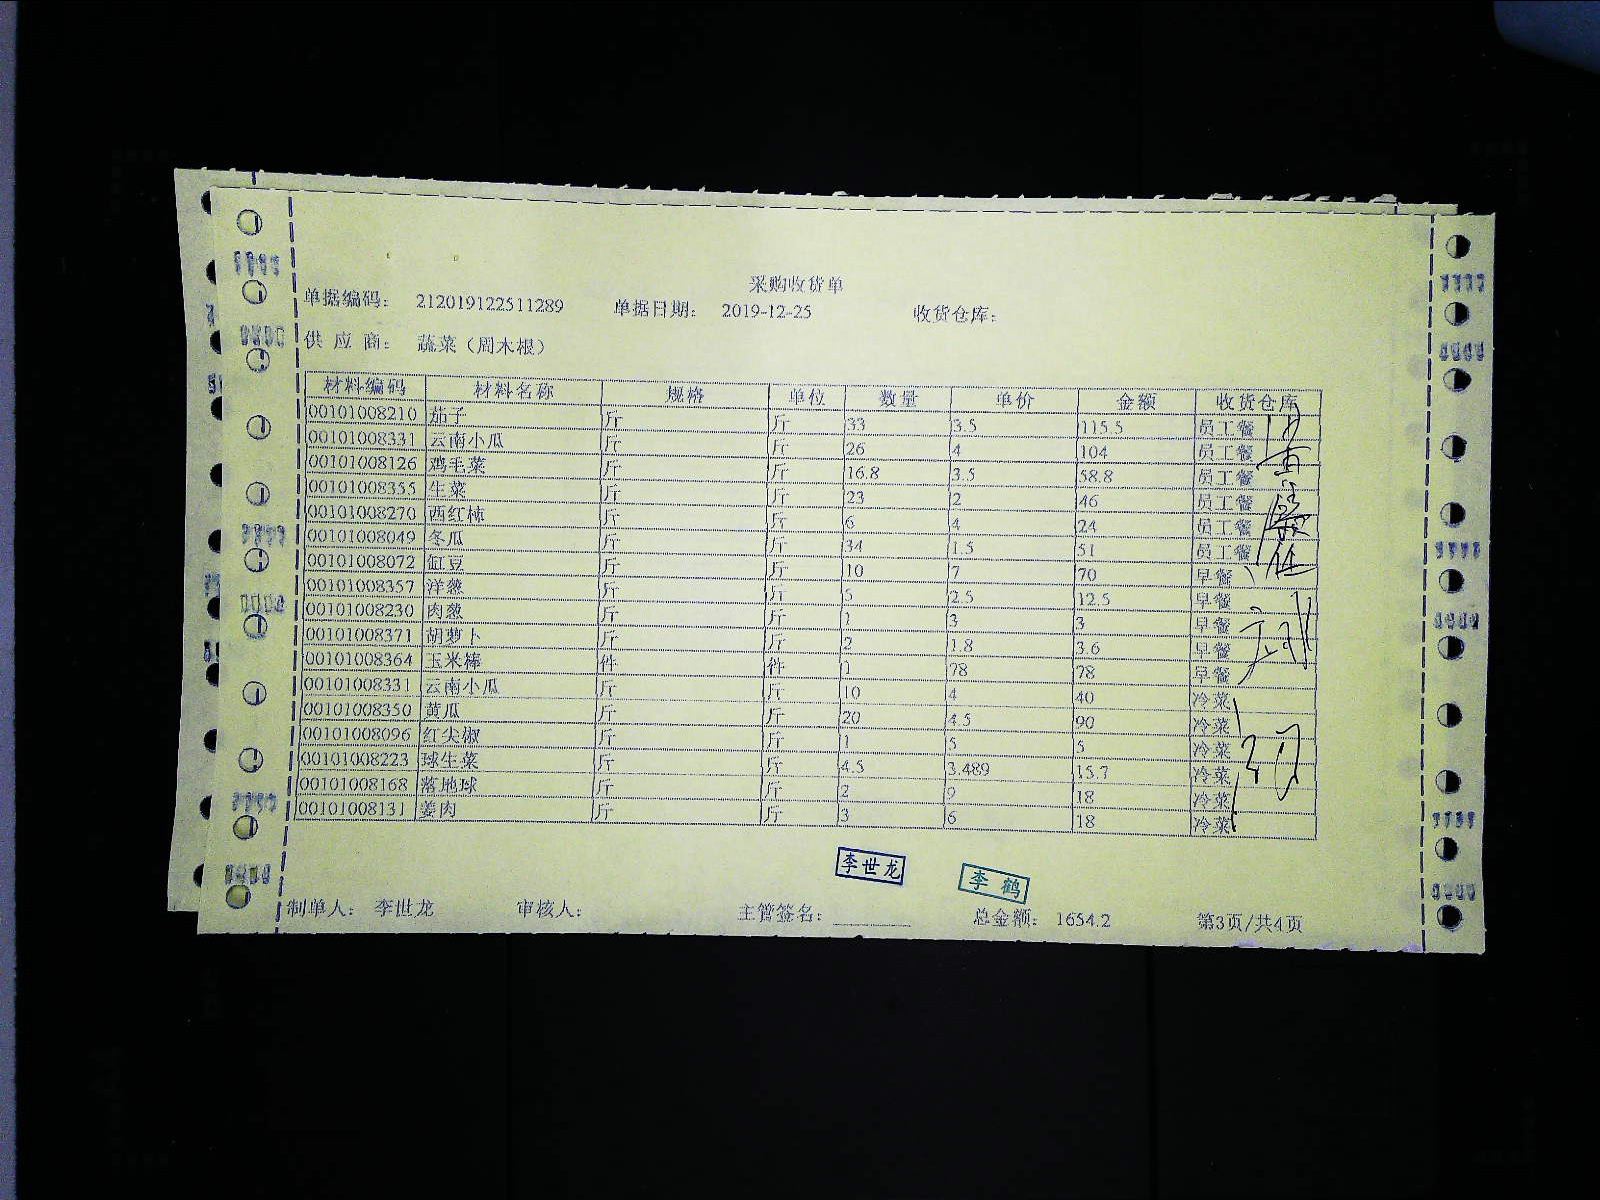 采购收货单
单据编码： 212019122511289 单据日期： 2019-12-25 收货仓库：
供 应 商： 蔬菜（周木根）
材料编码 材料名称 规格 单位 数量 单价 金额 收货仓库
00101008210 茄子 斤 斤 33 3.5 115.5 员工餐
00101008331 云南小瓜 斤 斤 26 4 104 员工餐
00101008126 鸡毛菜 斤 斤 16.8 3.5 58.8 员工餐
00101008355 生菜 斤 斤 23 2 46 员工餐
00101008270 西红柿 斤 斤 6 4 24 员工餐
00101008049 冬瓜 斤 斤 34 1.5 51 员工餐
00101008072 缸豆 斤 斤 10 7 70 早餐
00101008357 洋葱 斤 斤 5 2.5 12.5 早餐
00101008230 肉葱 斤 斤 1 3 3 早餐
00101008371 胡萝卜 斤 斤 2 1.8 3.6 早餐
00101008364 玉米棒 件 件 1 78 78 早餐
00101008331 云南小瓜 斤 斤 10 4 40 冷菜
00101008350 黄瓜 斤 斤 20 4.5 90 冷菜
00101008096 红尖椒 斤 斤 1 5 5 冷菜
00101008223 球生菜 斤 斤 4.5 3.489 15.7 冷菜
00101008168 落地球 斤 斤 2 9 18 冷菜
00101008131 姜肉 斤 斤 3 6 18 冷菜
李世龙 李鹤
制单人： 李世龙 审核人： 主管签名： 总金额： 1654.2 第3页/共4页